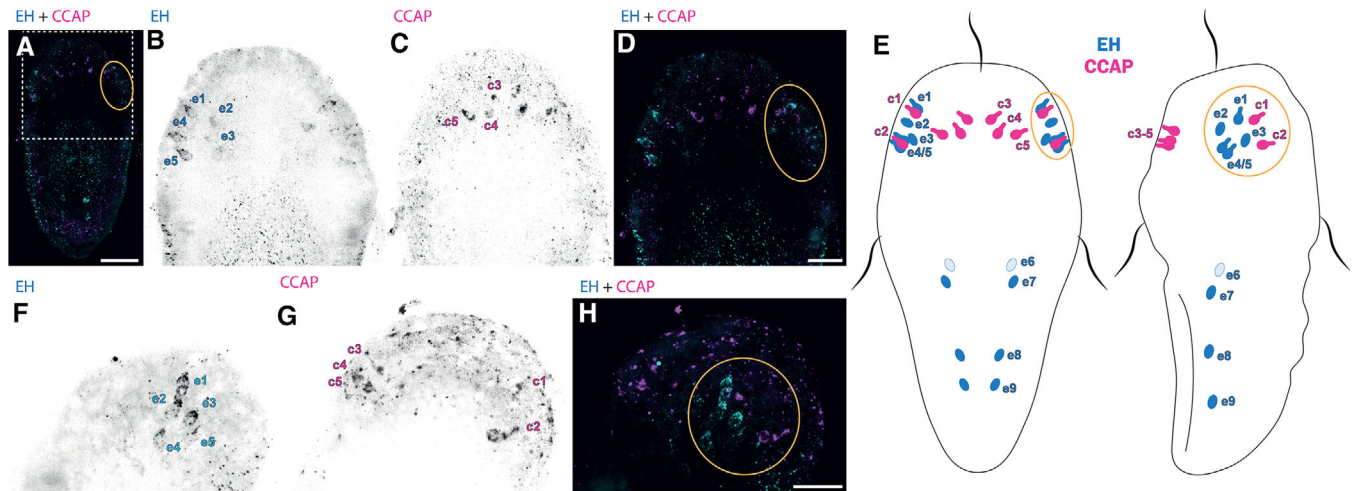 EH + CCAP
A
EH
B
e1
e2
e4
e3
e5
CCAP
C
c3
c5
c4
EH + CCAP
D
E
EH
CCAP
c1
e1
e2
c2
e3
e4/5
c3
c4
c5
e6
e7
e8
e9
c3-5
e1
c1
e2
e3
c2
e4/5
e6
e7
e8
e9
EH
F
e1
e2
e3
e4
e5
CCAP
G
c3
c4
c5
c1
c2
EH + CCAP
H